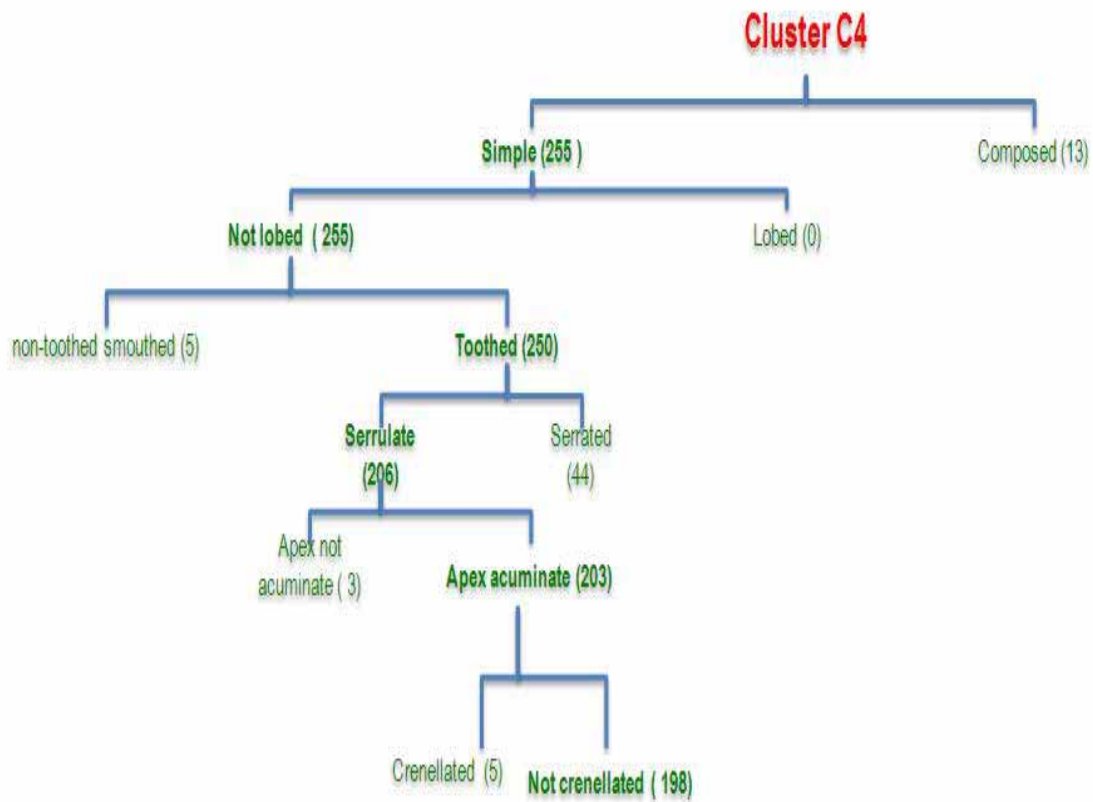 Cluster C4
Simple (255 )
Composed (13)
Not lobed ( 255)
Lobed (0)
non-toothed smouthed (5)
Toothed (250)
Serrulate
(206)
Serrated
(44)
Apex not
acuminate ( 3)
Apex acuminate (203)
Crenellated (5)
Not crenellated ( 198)